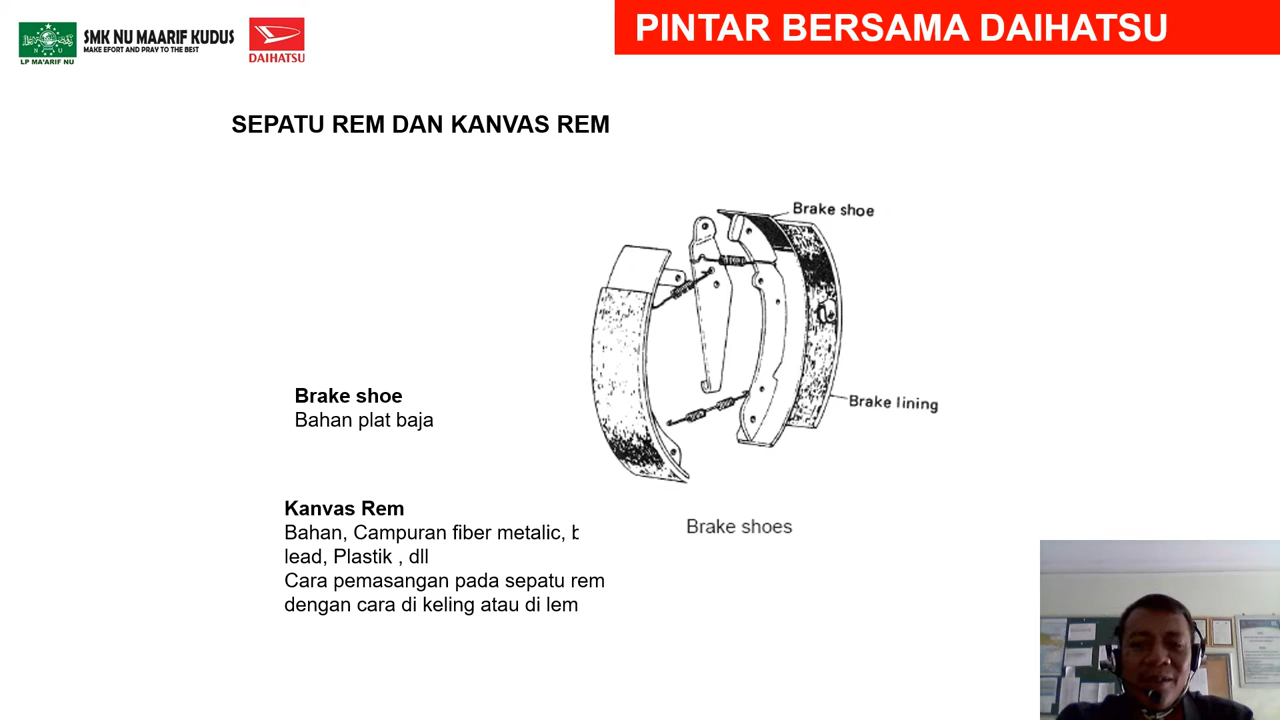 SMK NU MAARIF KUDUS
MAKE EFORT AND PRAY TO THE BEST
N U
LP MA'ARIF NU
DAIHATSU
PINTAR BERSAMA DAIHATSU
SEPATU REM DAN KANVAS REM
Brake shoe
Brake lining
Brake shoes
Brake shoe
Bahan plat baja
Kanvas Rem
Bahan, Campuran fiber metalic, b
lead, Plastik , dll
Cara pemasangan pada sepatu rem
dengan cara di keling atau di lem